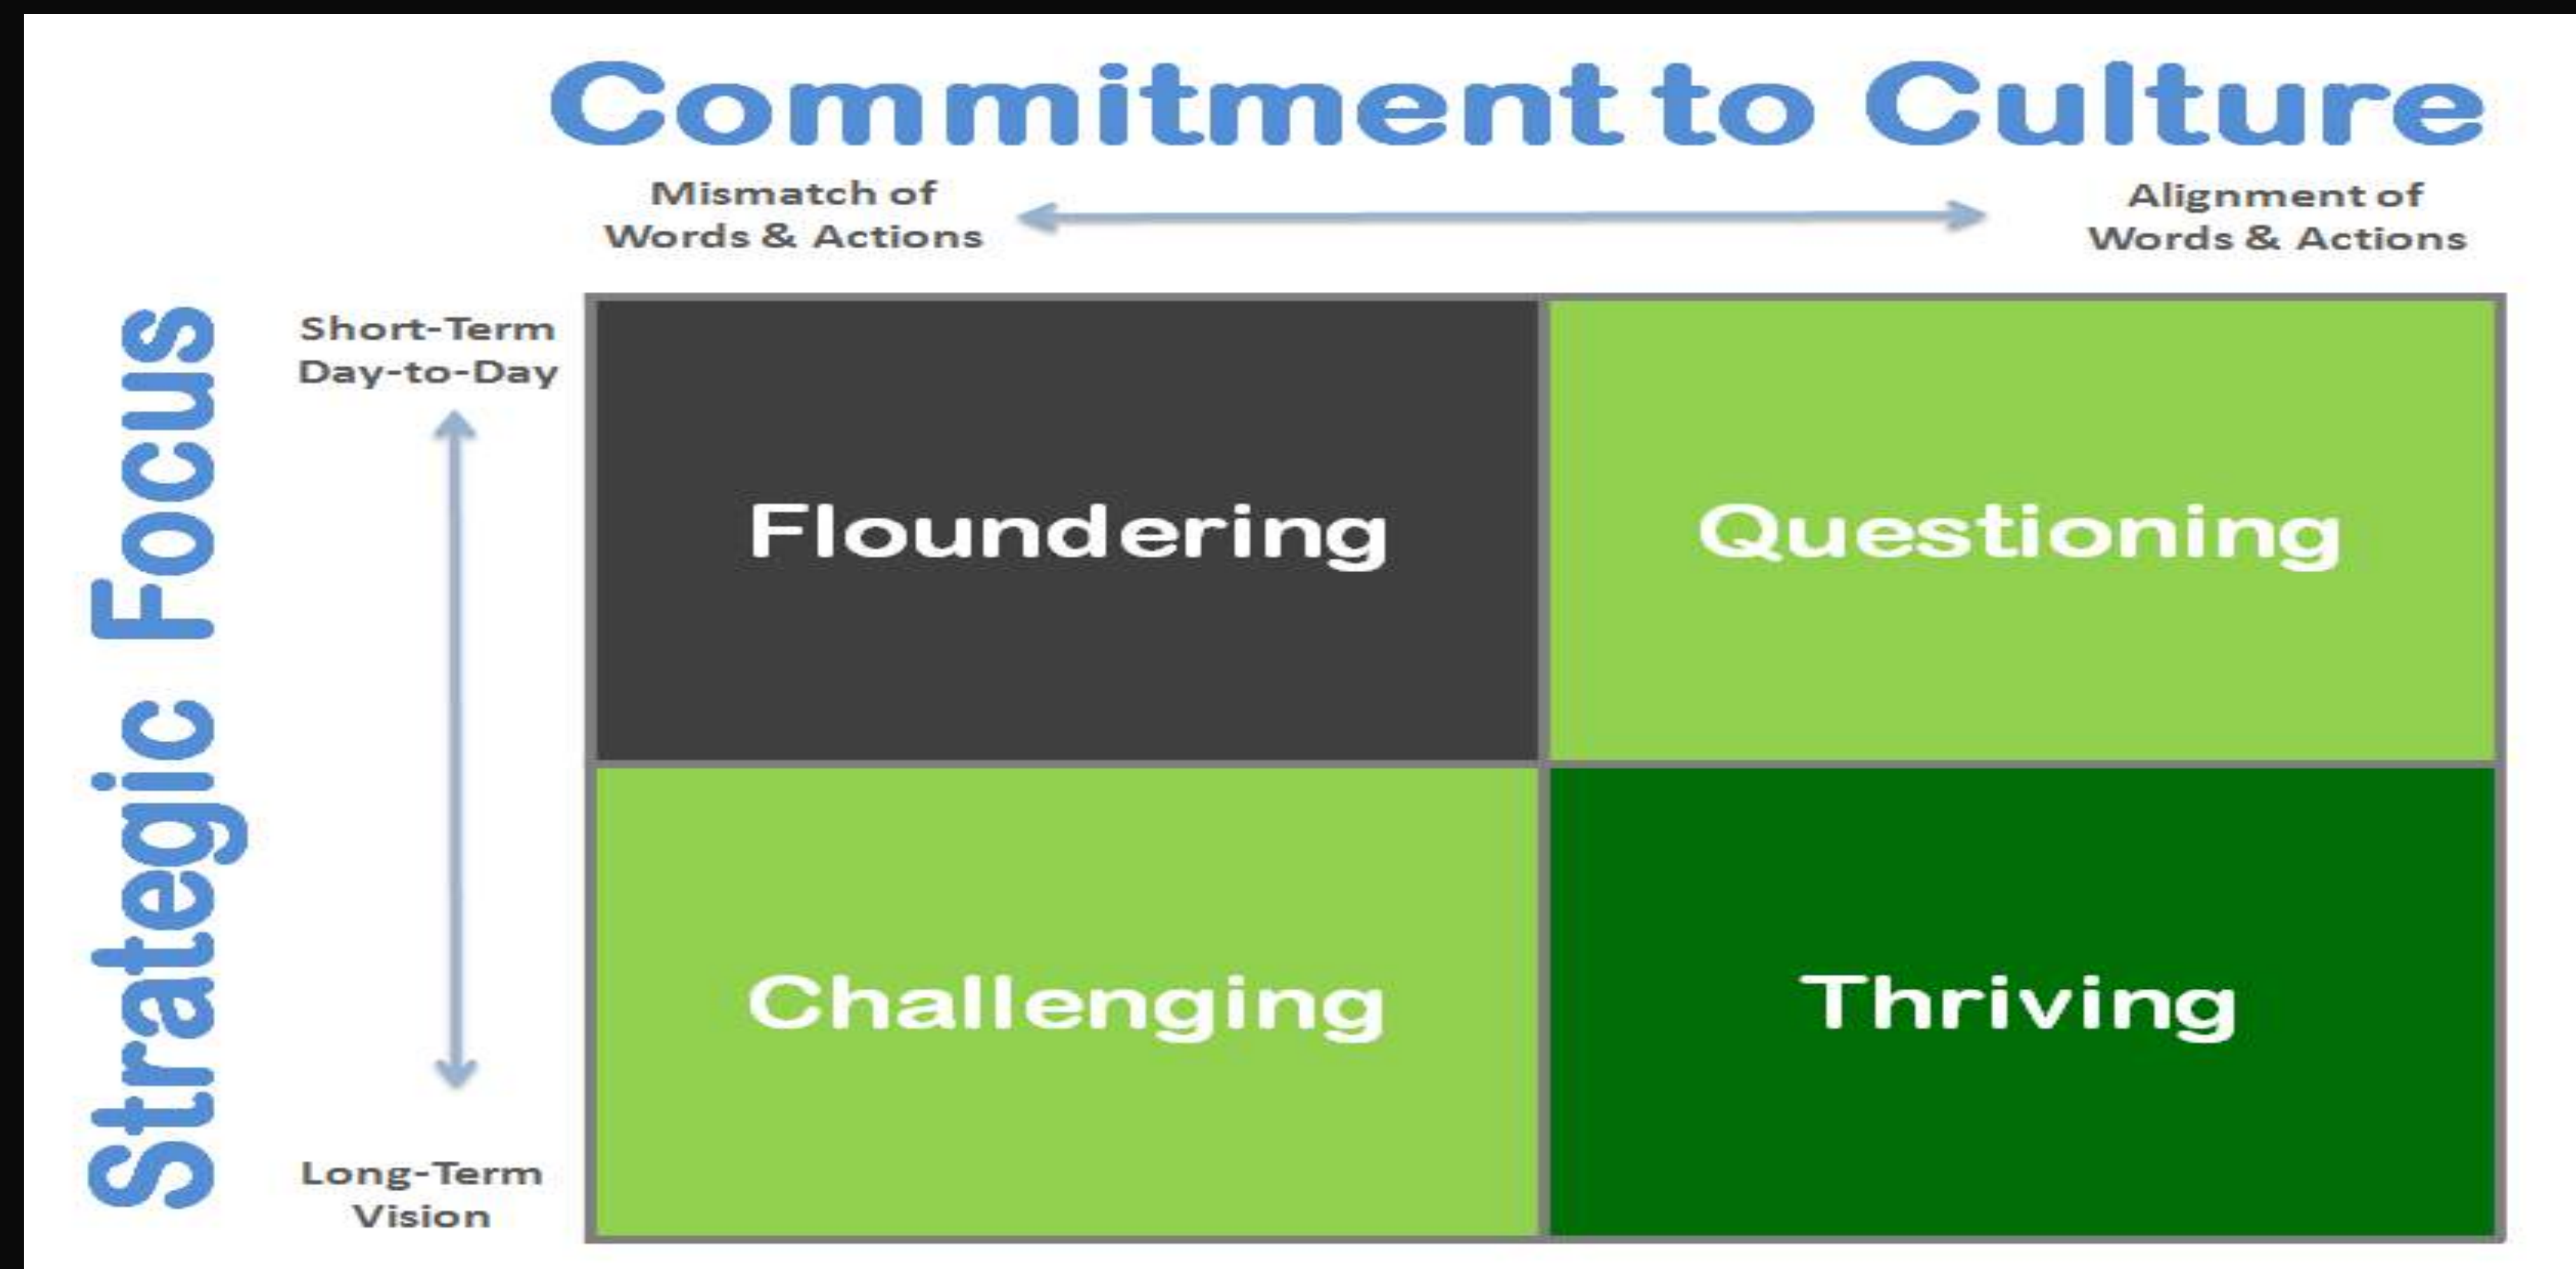 Commitment to Culture
Mismatch of
Words & Actions
Alignment of
Words & Actions
Strategic Focus
Short-Term
Day-to-Day
Long-Term
Vision
Floundering
Questioning
Challenging
Thriving